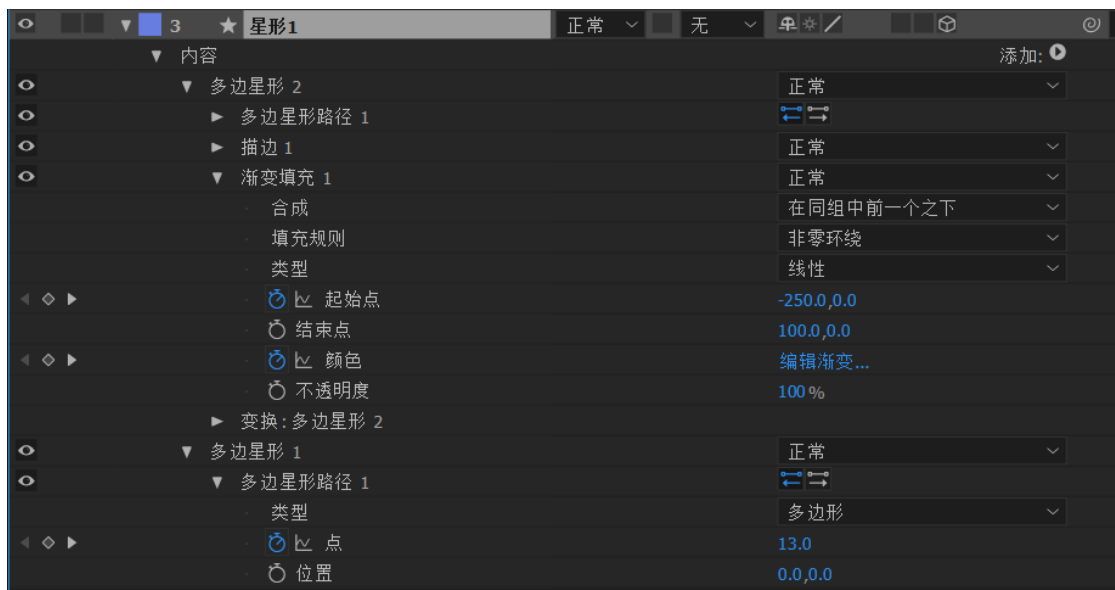 3 星形1 正常 无
内容 添加:
多边星形 2 正常
多边星形路径 1
描边 1 正常
渐变填充 1 正常
合成 在同组中前一个之下
填充规则 非零环绕
类型 线性
起始点 -250.0,0.0
结束点 100.0,0.0
颜色 编辑渐变...
不透明度 100%
变换:多边星形 2
多边星形 1 正常
多边星形路径 1
类型 多边形
点 13.0
位置 0.0,0.0